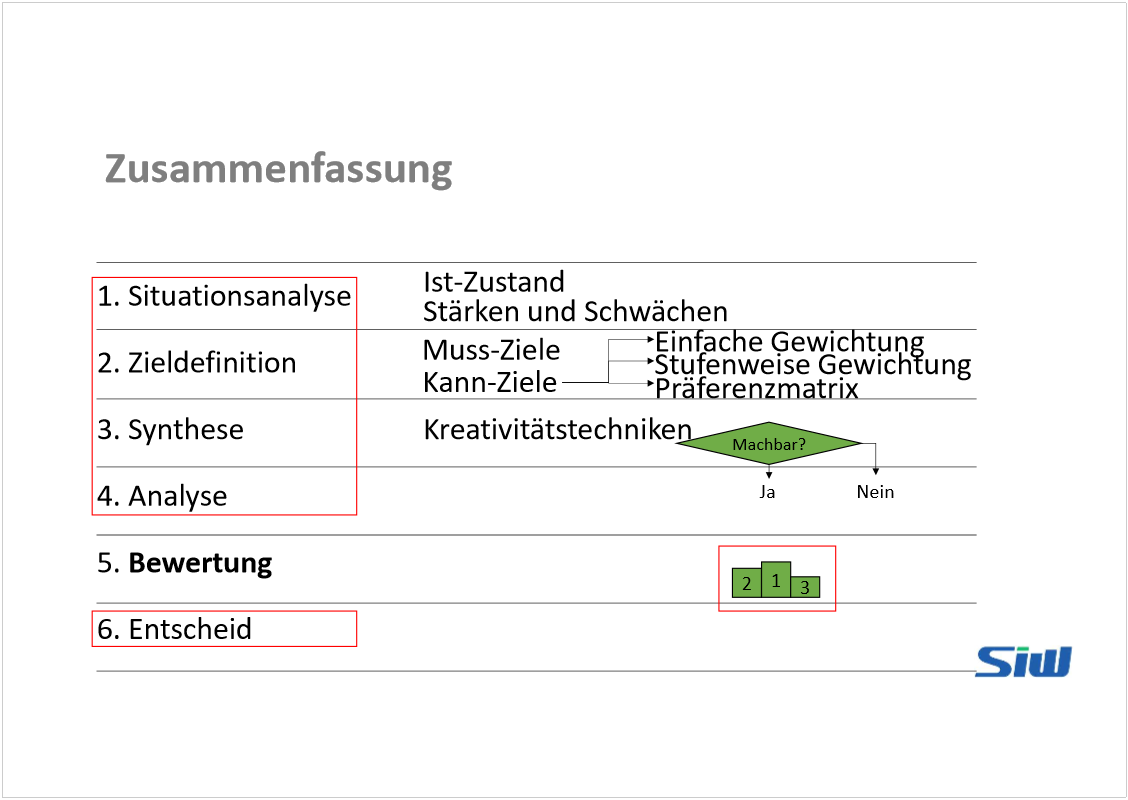 Zusammenfassung
1. Situationsanalyse
Ist-Zustand
Stärken und Schwächen
2. Zieldefinition
Muss-Ziele
Kann-Ziele
Einfache Gewichtung
Stufenweise Gewichtung
Präferenzmatrix
3. Synthese
Kreativitätstechniken
Machbar?
4. Analyse
Ja
Nein
5. Bewertung
2 1 3
6. Entscheid
Siw